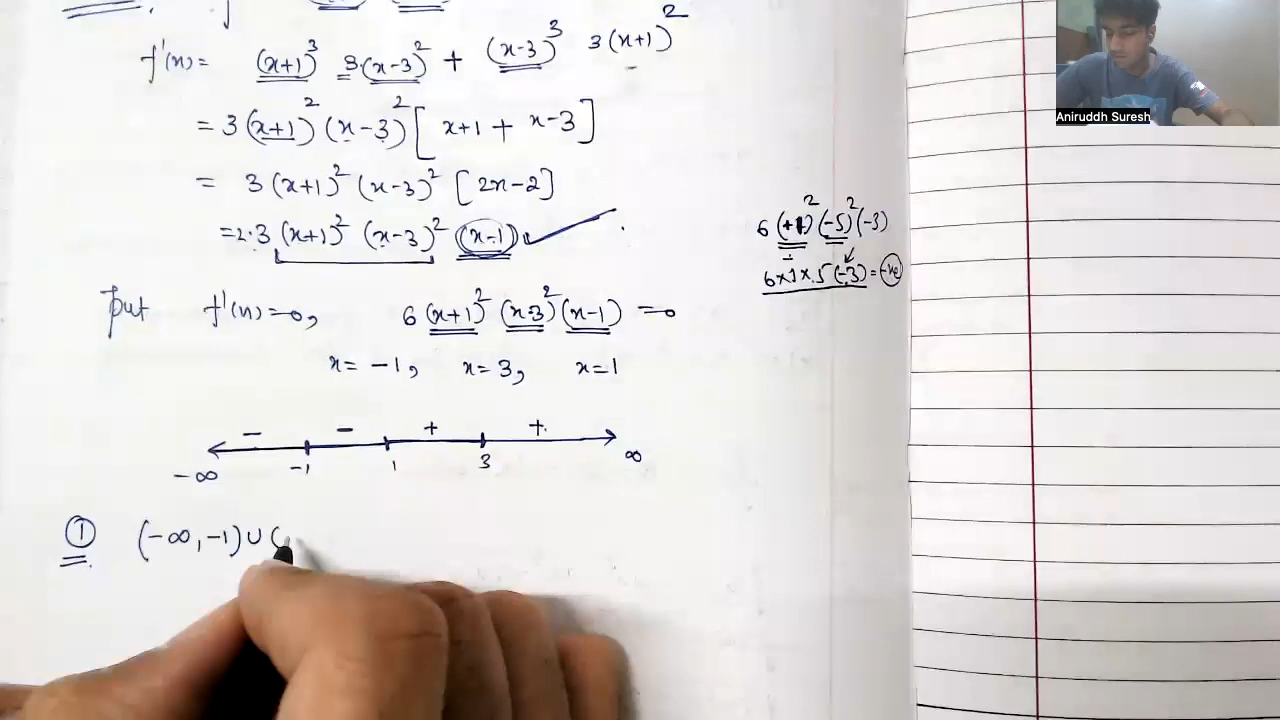 f'(x) = (x+1)³ 3·(x-3)² + (x-3)³ 3(x+1)²
= 3(x+1)² (x-3)² [x+1 + x-3]
= 3(x+1)² (x-3)² [2x-2]
= 2·3 (x+1)² (x-3)² (x-1)
Put f'(x)=0, 6(x+1)² (x-3)² (x-1) =0
x= -1, x=3, x=1
- - + +
-∞ -1 1 3 ∞
① (-∞,-1)∪(
6(+1)²(-5)²(-3)
6×1×.5(-3) = -ve
Aniruddh Suresh